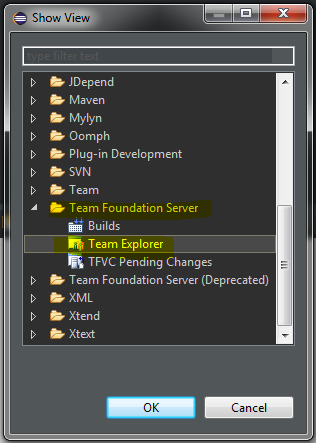 Show View
type filter text
JDepend
Maven
Mylyn
Oomph
Plug-in Development
SVN
Team
Team Foundation Server
Builds
Team Explorer
TFVC Pending Changes
Team Foundation Server (Deprecated)
XML
Xtend
Xtext
OK
Cancel